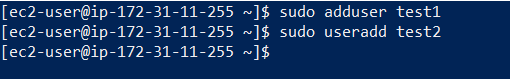 [ec2-user@ip-172-31-11-255 ~]$ sudo adduser test1
[ec2-user@ip-172-31-11-255 ~]$ sudo useradd test2
[ec2-user@ip-172-31-11-255 ~]$